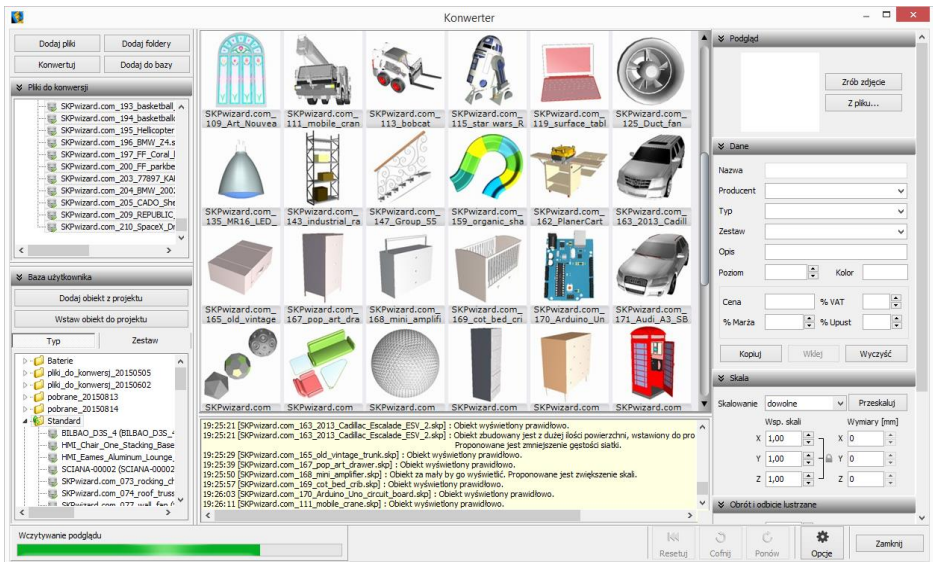 Konwerter
Dodaj pliki
Dodaj foldery
Konwertuj
Dodaj do bazy
Pliki do konwersji
SKPwizard.com_193_basketball_
SKPwizard.com_194_basketballc
SKPwizard.com_195_Hellicopter
SKPwizard.com_196_BMW_Z4.s
SKPwizard.com_197_FF_Coral_l
SKPwizard.com_200_FF_parkbe
SKPwizard.com_203_77897_KAI
SKPwizard.com_204_BMW_2002
SKPwizard.com_205_CADO_She
SKPwizard.com_209_REPUBLIC_
SKPwizard.com_210_SpaceX_Dr
Baza użytkownika
Dodaj obiekt z projektu
Wstaw obiekt do projektu
Typ
Zestaw
Baterie
pliki_do_konwersj_20150505
pliki_do_konwersj_20150602
pobrane_20150813
pobrane_20150814
Standard
BILBAO_D3S_4 (BILBAO_D3S_4
HMI_Chair_One_Stacking_Base
HMI_Eames_Aluminum_Lounge_
SCIANA-00002 (SCIANA-00002
SKPwizard.com_073_rocking_ch
SKPwizard.com_074_roof_truss
SKPwizard.com_077_wall_fan
SKPwizard.com_
109_Art_Nouvea
SKPwizard.com_
111_mobile_cran
SKPwizard.com_
113_bobcat
SKPwizard.com_
115_star wars_R
SKPwizard.com_
119_surface_tabl
SKPwizard.com_
125_Duct_fan
SKPwizard.com_
135_MR16_LED_
SKPwizard.com_
143_industrial_ra
SKPwizard.com_
147_Group_55
SKPwizard.com_
159_organic_sha
SKPwizard.com_
162_PlanerCart
SKPwizard.com_
163_2013_Cadill
SKPwizard.com_
165_old_vintage
SKPwizard.com_
167_pop_art_dra
SKPwizard.com_
168_mini_amplifi
SKPwizard.com_
169_cot_bed_cri
SKPwizard.com_
170_Arduino_Un
SKPwizard.com_
171_Audi_A3_SB
SKPwizard.com
SKPwizard.com
SKPwizard.com
SKPwizard.com
SKPwizard.com
SKPwizard.com
19:25:21 [SKPwizard.com_163_2013_Cadillac_Escalade_ESV_2.skp] : Obiekt wyświetlony prawidłowo.
19:25:21 [SKPwizard.com_163_2013_Cadillac_Escalade_ESV_2.skp] : Obiekt zbudowany jest z dużej ilości powierzchni, wstawiony do pro
Proponowane jest zmniejszenie gęstości siatki.
19:25:29 [SKPwizard.com_165_old_vintage_trunk.skp] : Obiekt wyświetlony prawidłowo.
19:25:39 [SKPwizard.com_167_pop_art_drawer.skp] : Obiekt wyświetlony prawidłowo.
19:25:50 [SKPwizard.com_168_mini_amplifier.skp] : Obiekt za mały by go wyświetlić. Proponowane jest zwiększenie skali.
19:25:57 [SKPwizard.com_169_cot_bed_crib.skp] : Obiekt wyświetlony prawidłowo.
19:26:03 [SKPwizard.com_170_Arduino_Uno_circuit_board.skp] : Obiekt wyświetlony prawidłowo.
19:26:11 [SKPwizard.com_111_mobile_crane.skp] : Obiekt wyświetlony prawidłowo.
Podgląd
Zrób zdjęcie
Z pliku...
Dane
Nazwa
Producent
Typ
Zestaw
Opis
Poziom
Kolor
Cena
% VAT
% Marża
% Upust
Kopiuj
Wklej
Wyczyść
Skala
Skalowanie
dowolne
Przeskaluj
Wsp. skali
Wymiary [mm]
X 1,00
X 0
Y 1,00
Y 0
Z 1,00
Z 0
Obrót i odbicie lustrzane
Wczytywanie podglądu
Resetuj
Cofnij
Ponów
Opcje
Zamknij